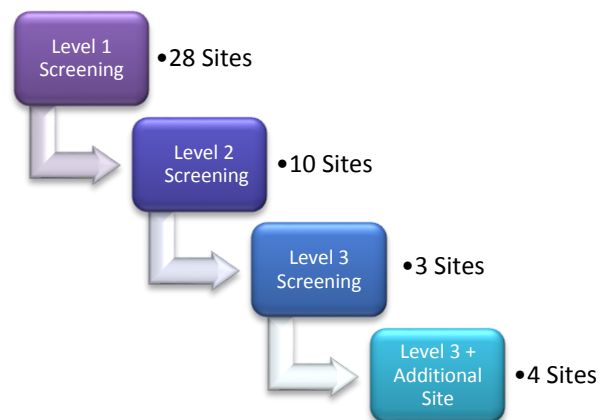 Level 1
Screening
•28 Sites
Level 2
Screening
•10 Sites
Level 3
Screening
•3 Sites
Level 3 +
Additional
Site
•4 Sites